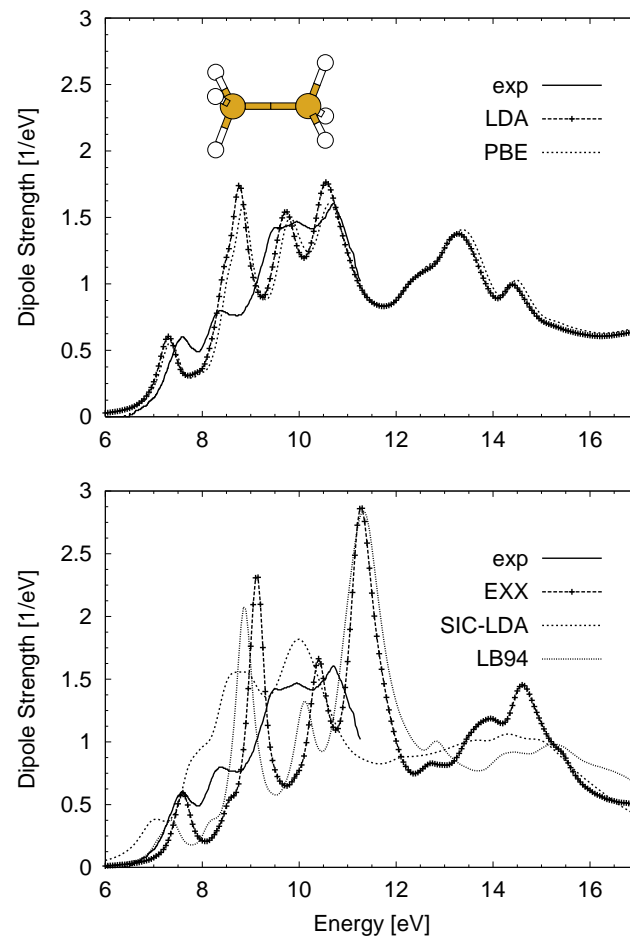 3
2.5
exp
LDA
2
PBE
Dipole Strength [1/eV]
1.5
1
0.5
0
6 8 10 12 14 16
3
exp
2.5
EXX
SIC-LDA
2
LB94
Dipole Strength [1/eV]
1.5
1
0.5
0
6 8 10 12 14 16
Energy [eV]